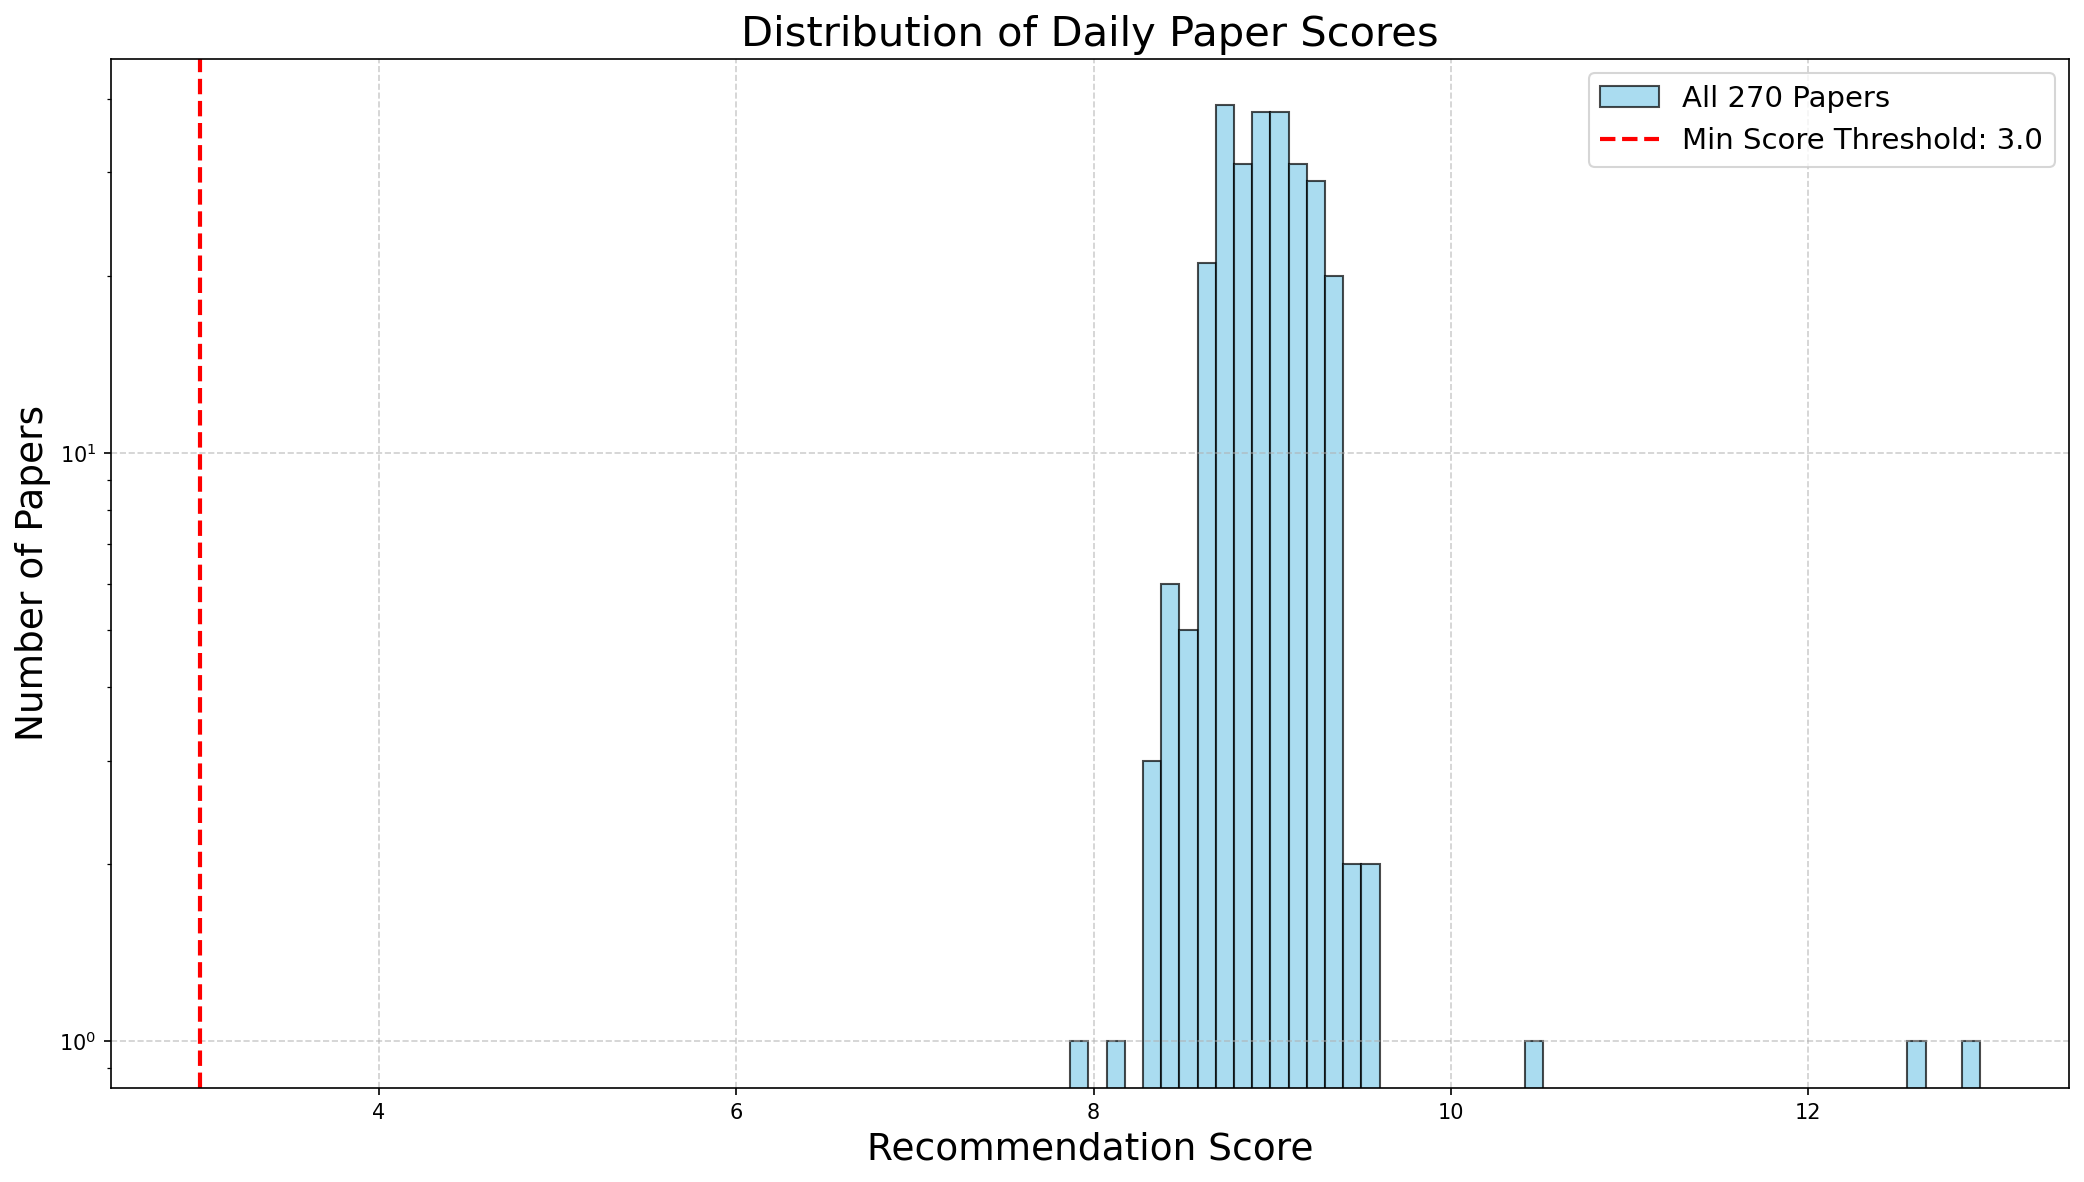 Distribution of Daily Paper Scores
All 270 Papers
Min Score Threshold: 3.0
Number of Papers
10¹
10⁰
4 6 8 10 12
Recommendation Score